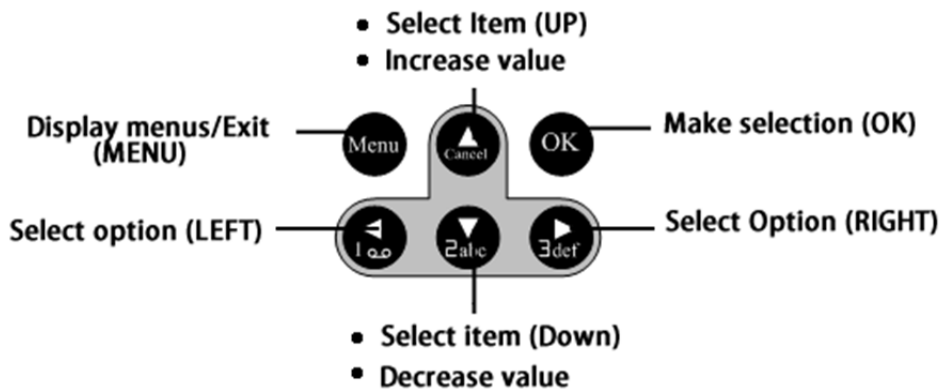 • Select Item (UP)
• Increase value
Display menus/Exit
(MENU)
Menu
Cancel
OK
Make selection (OK)
Select option (LEFT)
1
2abc
3def
Select Option (RIGHT)
• Select item (Down)
• Decrease value